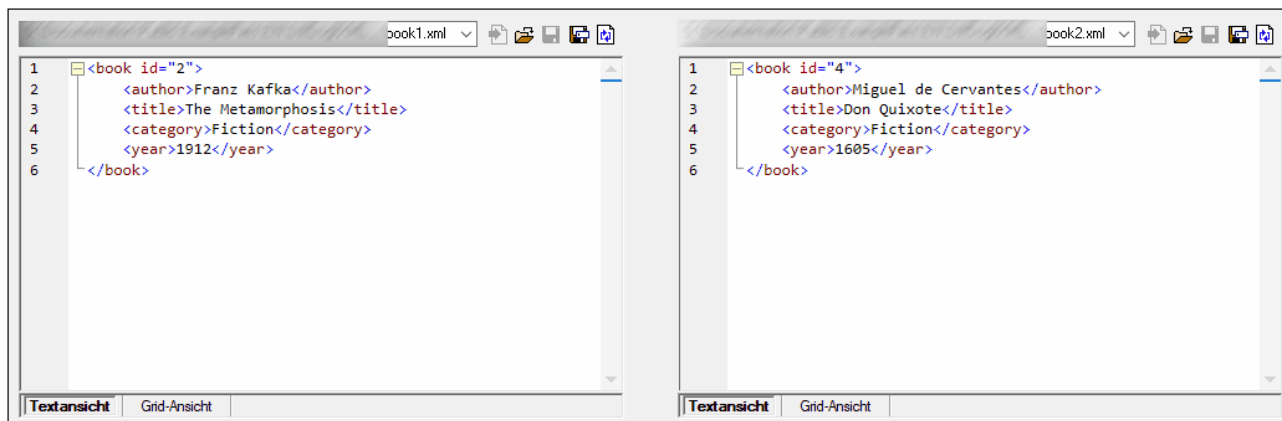 book1.xml
1 <book id="2">
2 <author>Franz Kafka</author>
3 <title>The Metamorphosis</title>
4 <category>Fiction</category>
5 <year>1912</year>
6 </book>
Textansicht Grid-Ansicht
book2.xml
1 <book id="4">
2 <author>Miguel de Cervantes</author>
3 <title>Don Quixote</title>
4 <category>Fiction</category>
5 <year>1605</year>
6 </book>
Textansicht Grid-Ansicht